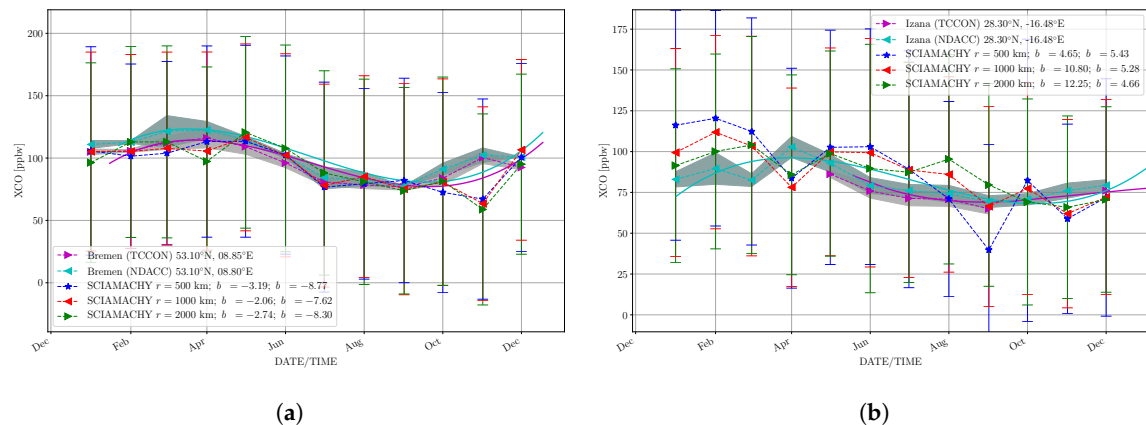 200
150
100
50
0
XCO [ppbv]
Bremen (TCCON) 53.10°N, 08.85°E
Bremen (NDACC) 53.10°N, 08.80°E
SCIAMACHY r = 500 km; b = −3.19; b = −8.77
SCIAMACHY r = 1000 km; b = −2.06; b = −7.62
SCIAMACHY r = 2000 km; b = −2.74; b = −8.30
Dec
Feb
Apr
Jun
Aug
Oct
Dec
DATE/TIME
(a)
175
150
125
100
75
50
25
0
XCO [ppbv]
Izana (TCCON) 28.30°N, -16.48°E
Izana (NDACC) 28.30°N, -16.48°E
SCIAMACHY r = 500 km; b = 4.65; b = 5.43
SCIAMACHY r = 1000 km; b = 10.80; b = 5.28
SCIAMACHY r = 2000 km; b = 12.25; b = 4.66
Dec
Feb
Apr
Jun
Aug
Oct
Dec
DATE/TIME
(b)